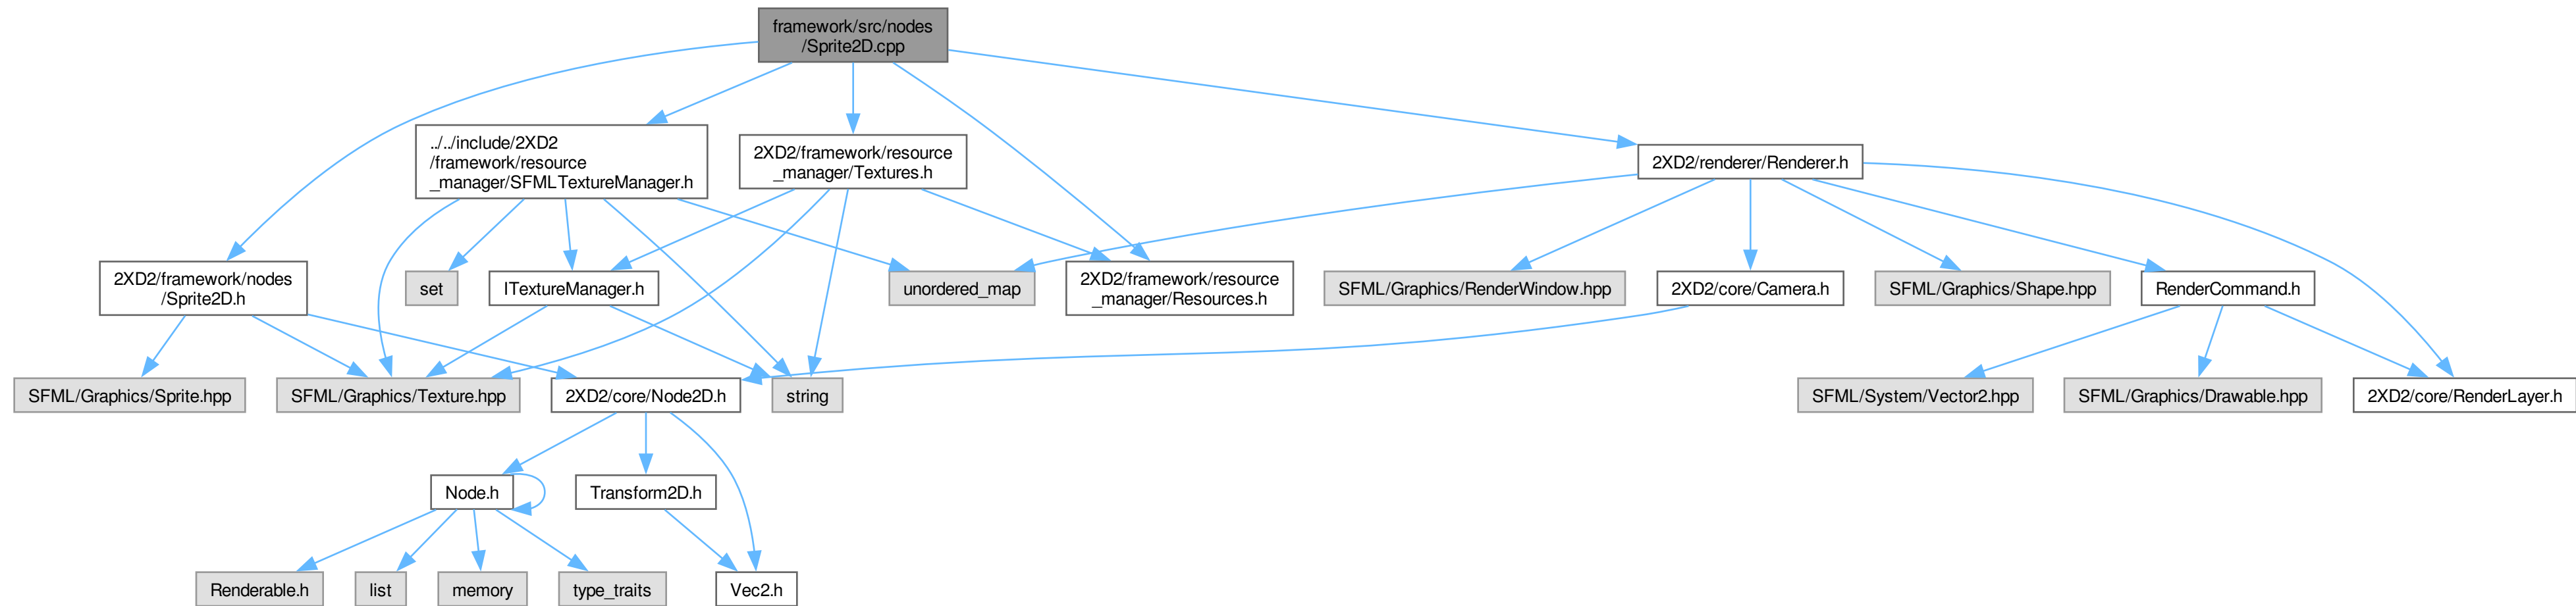 framework/src/nodes
/Sprite2D.cpp
../../include/2XD2
/framework/resource
_manager/SFMLTextureManager.h
2XD2/framework/resource
_manager/Textures.h
2XD2/renderer/Renderer.h
2XD2/framework/nodes
/Sprite2D.h
set
ITextureManager.h
unordered_map
2XD2/framework/resource
_manager/Resources.h
SFML/Graphics/RenderWindow.hpp
2XD2/core/Camera.h
SFML/Graphics/Shape.hpp
RenderCommand.h
SFML/Graphics/Sprite.hpp
SFML/Graphics/Texture.hpp
2XD2/core/Node2D.h
string
SFML/System/Vector2.hpp
SFML/Graphics/Drawable.hpp
2XD2/core/RenderLayer.h
Node.h
Transform2D.h
Renderable.h
list
memory
type_traits
Vec2.h